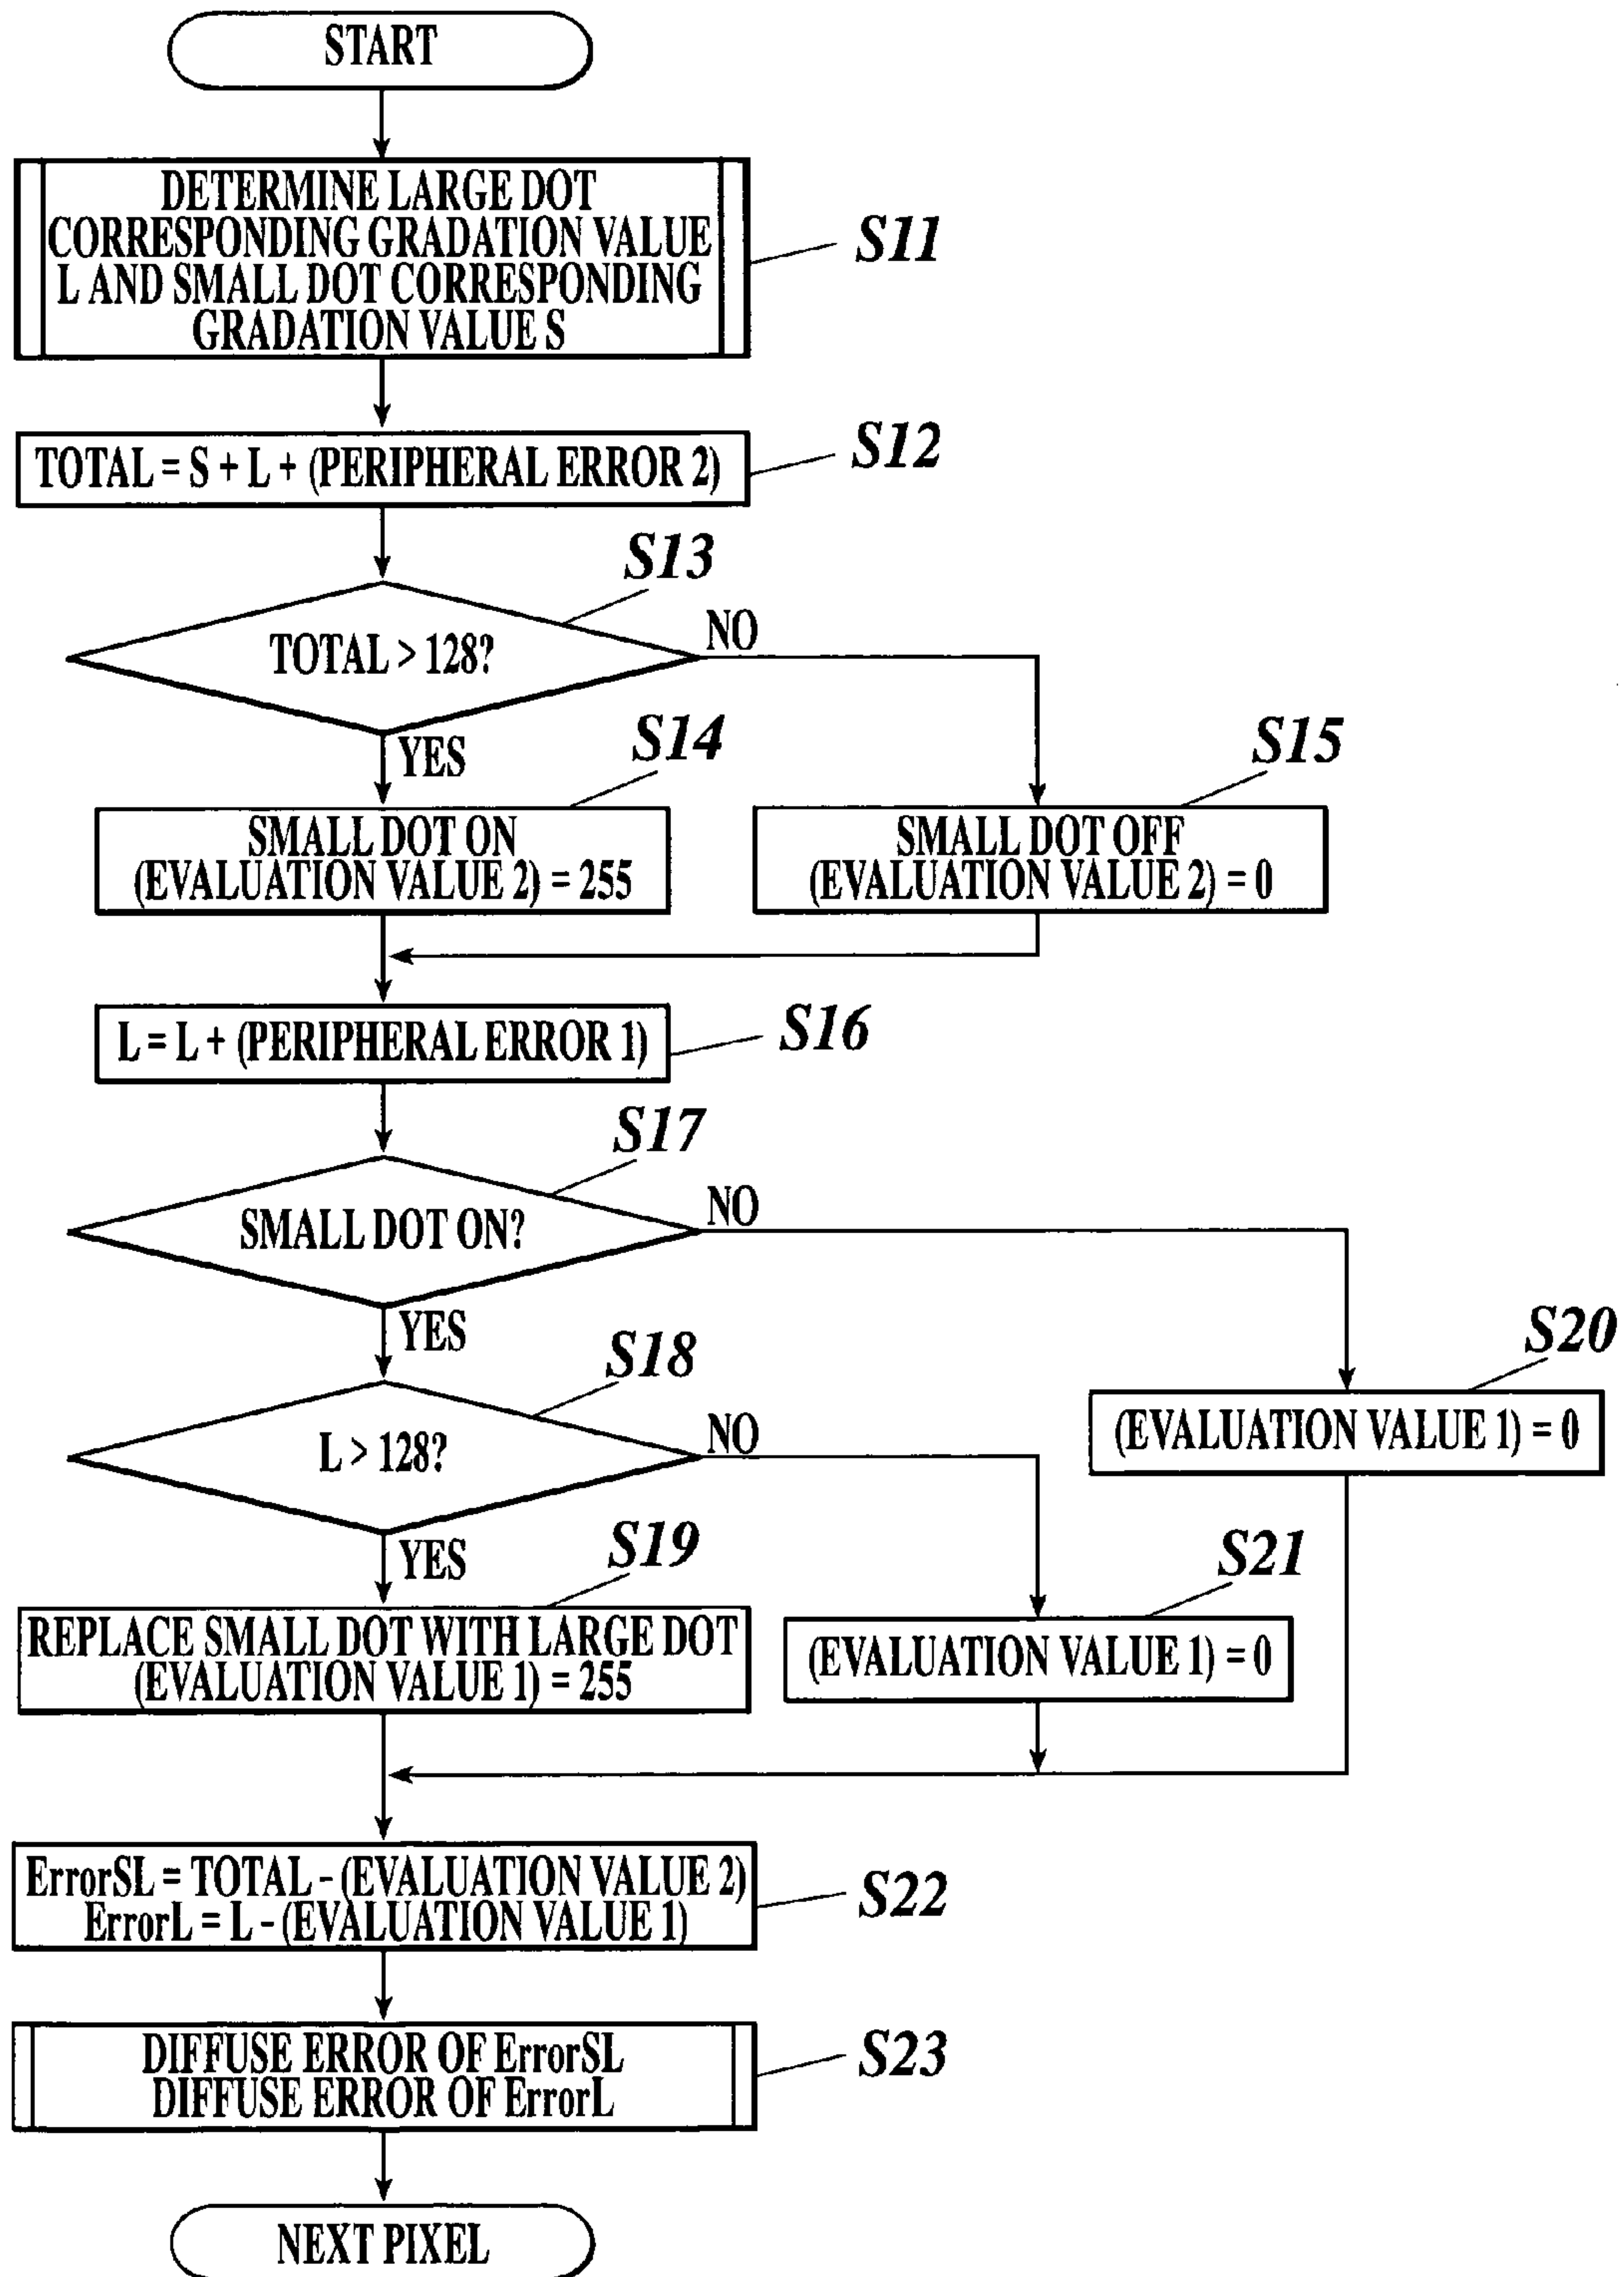 START
DETERMINE LARGE DOT
CORRESPONDING GRADATION VALUE
L AND SMALL DOT CORRESPONDING
GRADATION VALUE S
S11
TOTAL = S + L + (PERIPHERAL ERROR 2)
S12
S13
TOTAL > 128?
NO
YES
S14
S15
SMALL DOT ON
(EVALUATION VALUE 2) = 255
SMALL DOT OFF
(EVALUATION VALUE 2) = 0
L = L + (PERIPHERAL ERROR 1)
S16
S17
SMALL DOT ON?
NO
YES
S18
S20
L > 128?
NO
(EVALUATION VALUE 1) = 0
YES
S19
S21
REPLACE SMALL DOT WITH LARGE DOT
(EVALUATION VALUE 1) = 255
(EVALUATION VALUE 1) = 0
ErrorSL = TOTAL - (EVALUATION VALUE 2)
ErrorL = L - (EVALUATION VALUE 1)
S22
DIFFUSE ERROR OF ErrorSL
DIFFUSE ERROR OF ErrorL
S23
NEXT PIXEL